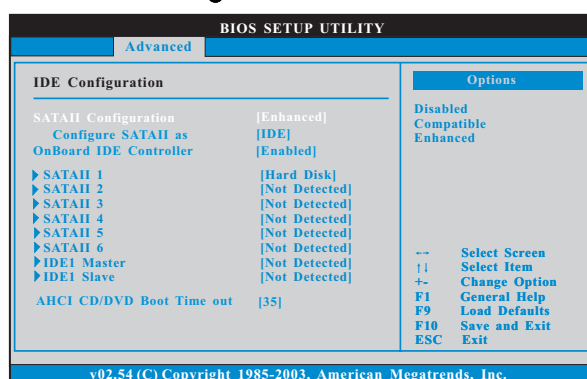 BIOS SETUP UTILITY
Advanced
IDE Configuration
SATAII Configuration [Enhanced]
Configure SATAII as [IDE]
OnBoard IDE Controller [Enabled]
SATAII 1 [Hard Disk]
SATAII 2 [Not Detected]
SATAII 3 [Not Detected]
SATAII 4 [Not Detected]
SATAII 5 [Not Detected]
SATAII 6 [Not Detected]
IDE1 Master [Not Detected]
IDE1 Slave [Not Detected]
AHCI CD/DVD Boot Time out [35]
Options
Disabled
Compatible
Enhanced
←→ Select Screen
↑↓ Select Item
+- Change Option
F1 General Help
F9 Load Defaults
F10 Save and Exit
ESC Exit
v02.54 (C) Copyright 1985-2003, American Megatrends, Inc.